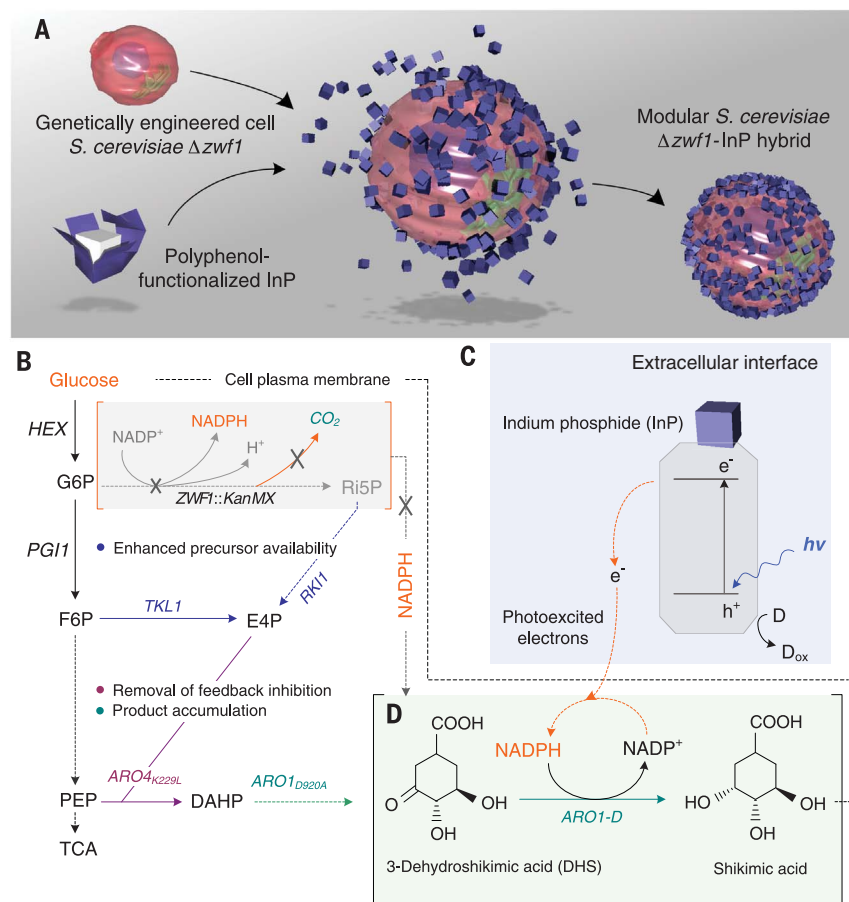 A
Genetically engineered cell
S. cerevisiae Δzwf1
Polyphenol-
functionalized InP
Modular S. cerevisiae
Δzwf1-InP hybrid
B
Glucose
Cell plasma membrane
HEX
NADP+
NADPH
CO2
H+
G6P
ZWF1::KanMX
Ri5P
PGI1
Enhanced precursor availability
RKI1
NADPH
F6P
TKL1
E4P
Removal of feedback inhibition
Product accumulation
ARO4K229L
ARO1D920A
PEP
DAHP
TCA
C
Extracellular interface
Indium phosphide (InP)
e-
hv
e-
h+
Photoexcited
electrons
D
Dox
D
COOH
COOH
NADPH
NADP+
O
OH
OH
ARO1-D
HO
OH
OH
3-Dehydroshikimic acid (DHS)
Shikimic acid